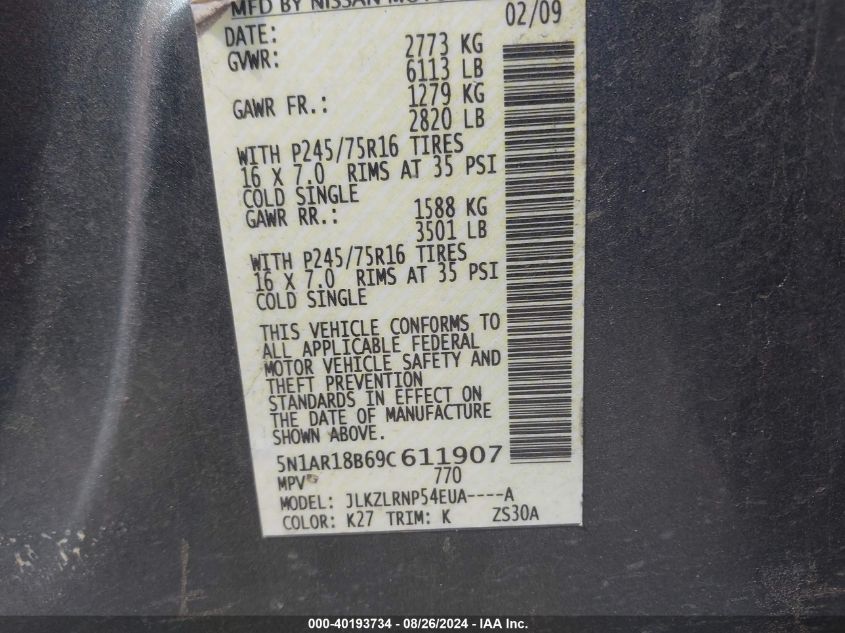 MFD BY NISSAN
DATE: 02/09
GVWR: 2773 KG
6113 LB
GAWR FR.: 1279 KG
2820 LB
WITH P245/75R16 TIRES
16 X 7.0 RIMS AT 35 PSI
COLD SINGLE
GAWR RR.: 1588 KG
3501 LB
WITH P245/75R16 TIRES
16 X 7.0 RIMS AT 35 PSI
COLD SINGLE
THIS VEHICLE CONFORMS TO
ALL APPLICABLE FEDERAL
MOTOR VEHICLE SAFETY AND
THEFT PREVENTION
STANDARDS IN EFFECT ON
THE DATE OF MANUFACTURE
SHOWN ABOVE.
5N1AR18B69C611907
MPV 770
MODEL: JLKZLRNP54EUA----A
COLOR: K27 TRIM: K ZS30A
000-40193734 - 08/26/2024 - IAA Inc.